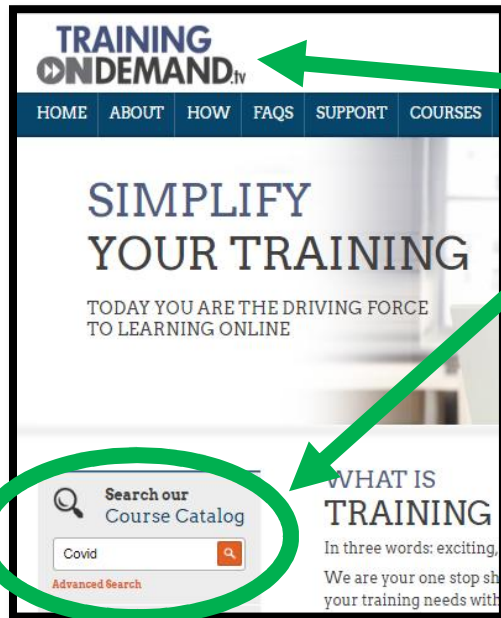 TRAINING
ONDEMAND.tv
HOME ABOUT HOW FAQS SUPPORT COURSES
SIMPLIFY
YOUR TRAINING
TODAY YOU ARE THE DRIVING FORCE
TO LEARNING ONLINE
Search our
Course Catalog
Covid
Advanced Search
WHAT IS
TRAINING
In three words: exciting,
We are your one stop sh
your training needs with